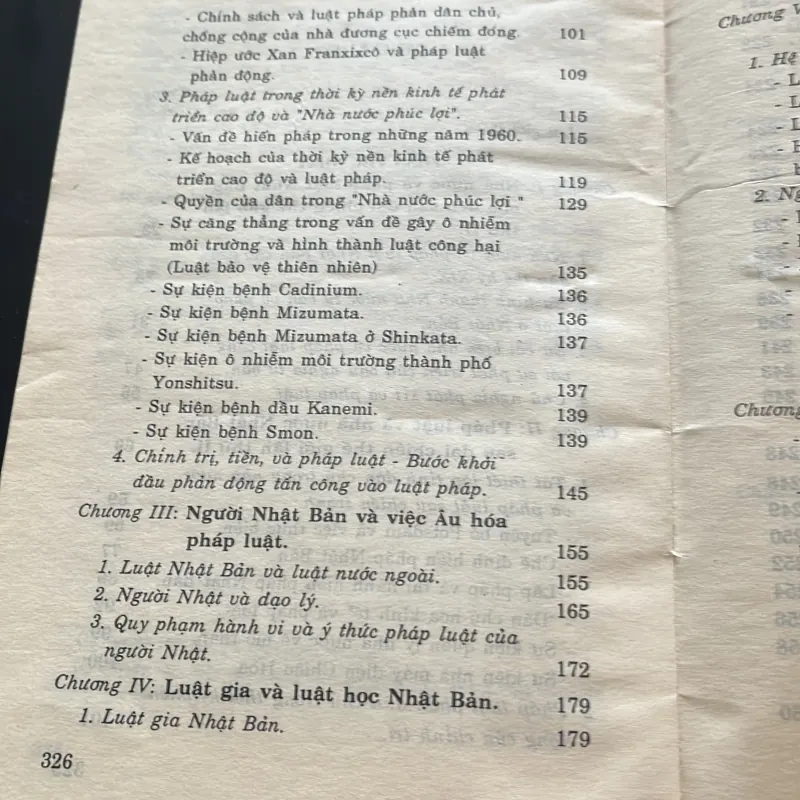 - Chính sách và luật pháp phản dân chủ,
chống cộng của nhà đương cục chiếm đóng. 101
- Hiệp ước Xan Franxixcô và pháp luật
phản động. 109
3. Pháp luật trong thời kỳ nền kinh tế phát
triển cao độ và "Nhà nước phúc lợi". 115
- Vấn đề hiến pháp trong những năm 1960. 115
- Kế hoạch của thời kỳ nền kinh tế phát
triển cao độ và luật pháp. 119
- Quyền của dân trong "Nhà nước phúc lợi " 129
- Sự căng thẳng trong vấn đề gây ô nhiễm
môi trường và hình thành luật công hại
(Luật bảo vệ thiên nhiên) 135
- Sự kiện bệnh Cadinium. 136
- Sự kiện bệnh Mizumata. 136
- Sự kiện bệnh Mizumata ở Shinkata. 137
- Sự kiện ô nhiễm môi trường thành phố
Yonshitsu. 137
- Sự kiện bệnh dầu Kanemi. 139
- Sự kiện bệnh Smon. 139
4. Chính trị, tiền, và pháp luật - Bước khởi
đầu phản động tấn công vào luật pháp. 145
Chương III: Người Nhật Bản và việc Âu hóa
pháp luật. 155
1. Luật Nhật Bản và luật nước ngoài. 155
2. Người Nhật và đạo lý. 165
3. Quy phạm hành vi và ý thức pháp luật của
người Nhật. 172
Chương IV: Luật gia và luật học Nhật Bản. 179
1. Luật gia Nhật Bản. 179
326
Chương V
1. Hệ
2.
Chương